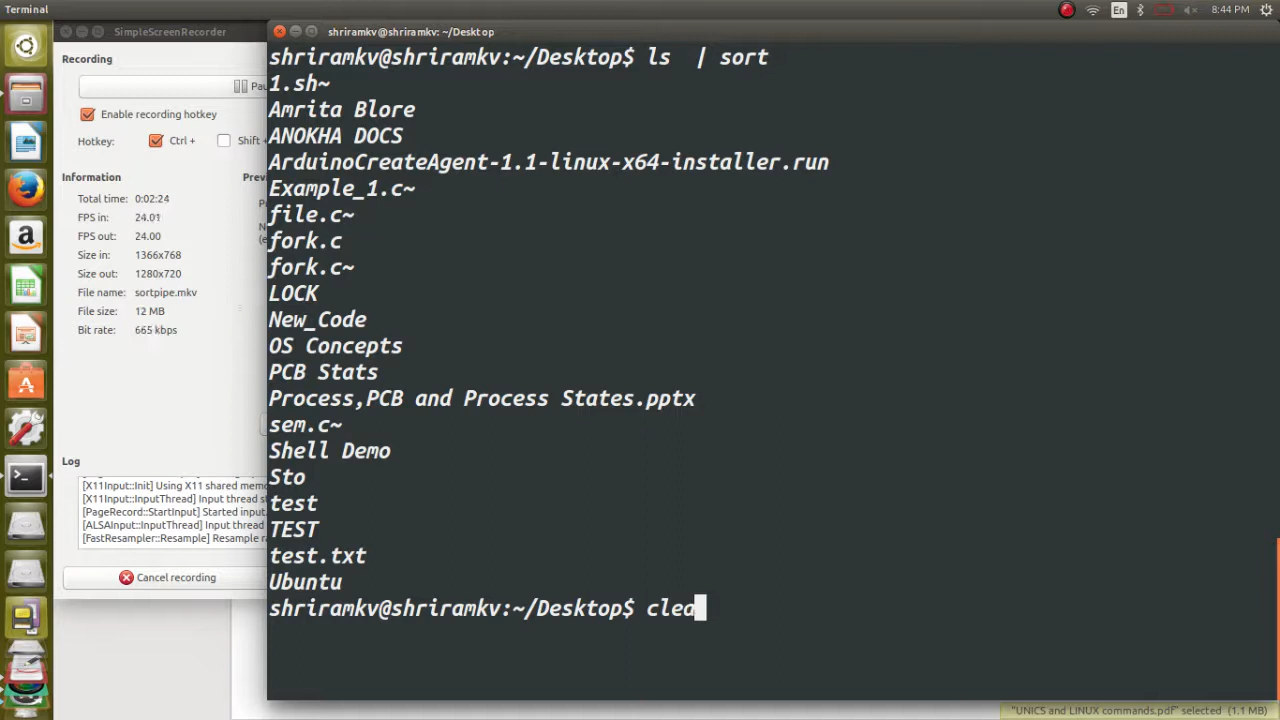 Terminal
En
8:44 PM
SimpleScreenRecorder
shriramkv@shriramkv: ~/Desktop
Recording
Enable recording hotkey
Hotkey:
Ctrl +
Shift +
Information
Total time: 0:02:24
FPS in: 24.01
FPS out: 24.00
Size in: 1366x768
Size out: 1280x720
File name: sortpipe.mkv
File size: 12 MB
Bit rate: 665 kbps
Log
[X11Input::Init] Using X11 shared
[X11Input::InputThread] Input thread
[PageRecord::StartInput] Started input
[ALSAInput::InputThread] Input thread
[FastResampler::Resample] Resample
Cancel recording
shriramkv@shriramkv:~/Desktop$ ls  | sort
1.sh~
Amrita Blore
ANOKHA DOCS
ArduinoCreateAgent-1.1-linux-x64-installer.run
Example_1.c~
file.c~
fork.c
fork.c~
LOCK
New_Code
OS Concepts
PCB Stats
Process,PCB and Process States.pptx
sem.c~
Shell Demo
Sto
test
TEST
test.txt
Ubuntu
shriramkv@shriramkv:~/Desktop$ clea
"UNICS and LINUX commands.pdf" selected (1.1 MB)